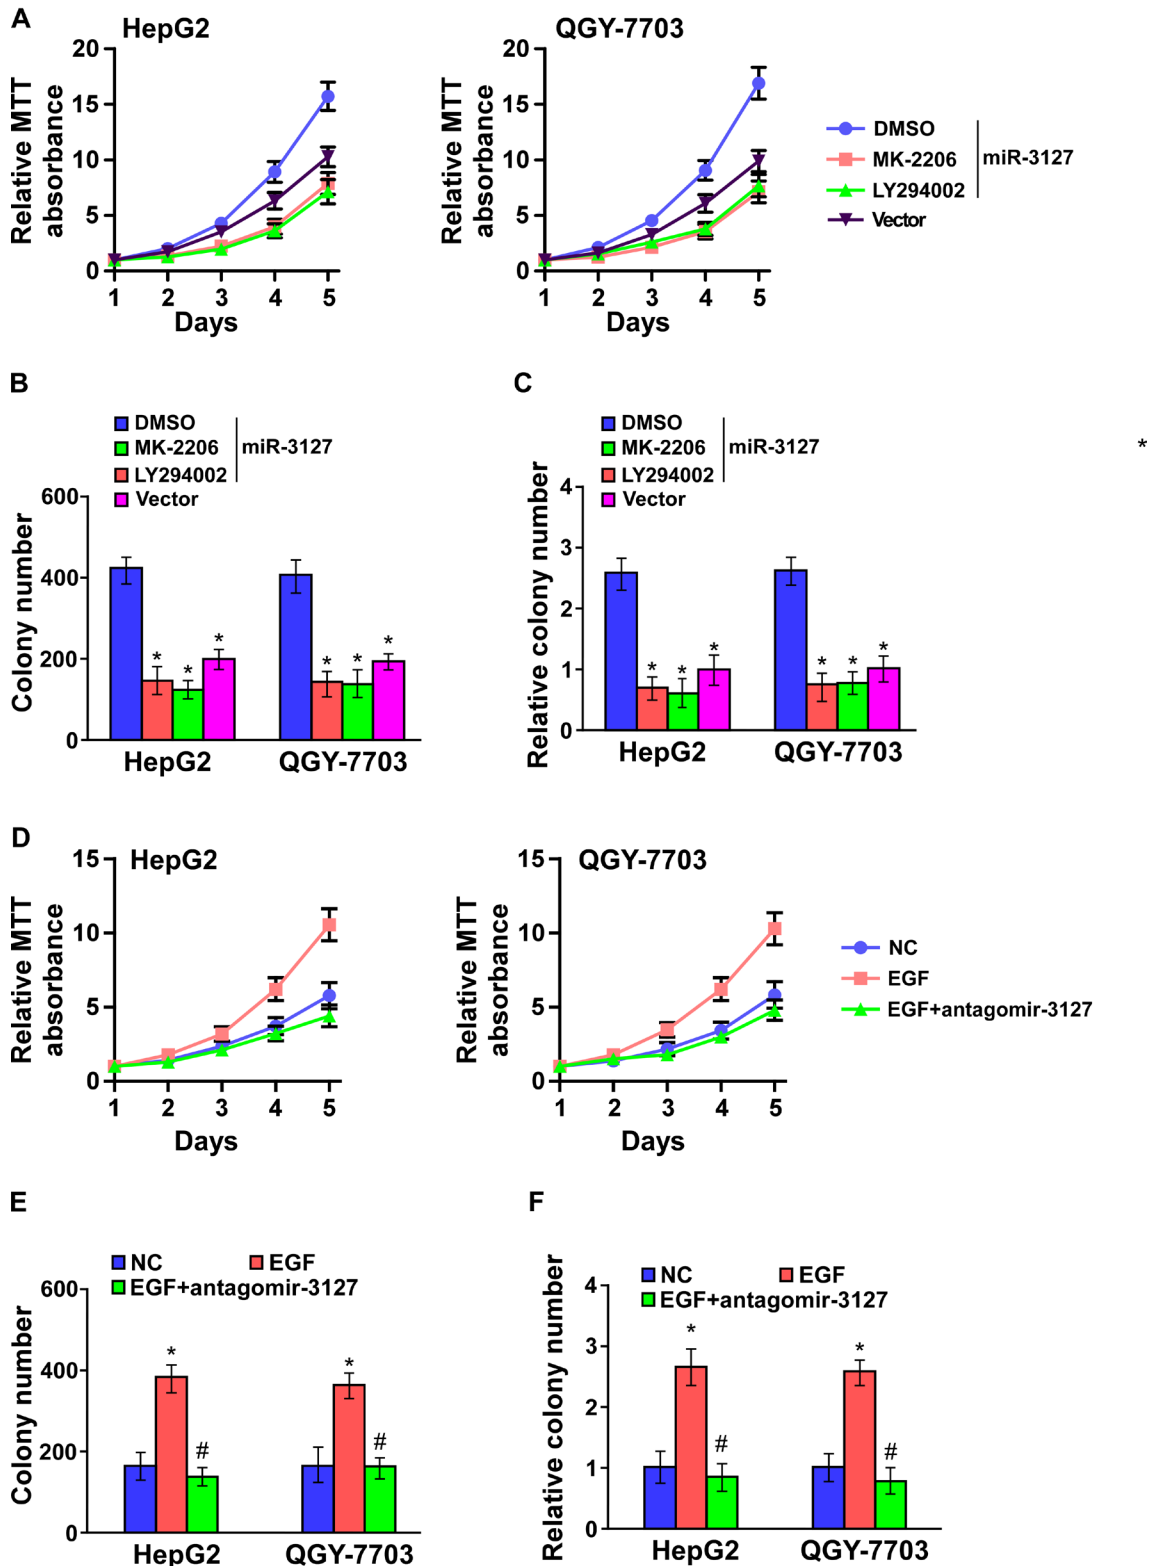 A
HepG2
QGY-7703
Relative MTT
absorbance
20
15
10
5
0
1 2 3 4 5
Days
Relative MTT
absorbance
20
15
10
5
0
1 2 3 4 5
Days
DMSO
MK-2206
LY294002
Vector
miR-3127
B
DMSO
MK-2206
LY294002
Vector
miR-3127
Colony number
600
400
200
0
* * *
* * *
HepG2
QGY-7703
C
DMSO
MK-2206
LY294002
Vector
miR-3127
*
Relative colony number
4
3
2
1
0
* * *
* * *
HepG2
QGY-7703
D
HepG2
QGY-7703
Relative MTT
absorbance
15
10
5
0
1 2 3 4 5
Days
Relative MTT
absorbance
15
10
5
0
1 2 3 4 5
Days
NC
EGF
EGF+antagomir-3127
E
NC
EGF
EGF+antagomir-3127
Colony number
600
400
200
0
* #
* #
HepG2
QGY-7703
F
NC
EGF
EGF+antagomir-3127
Relative colony number
4
3
2
1
0
* #
* #
HepG2
QGY-7703